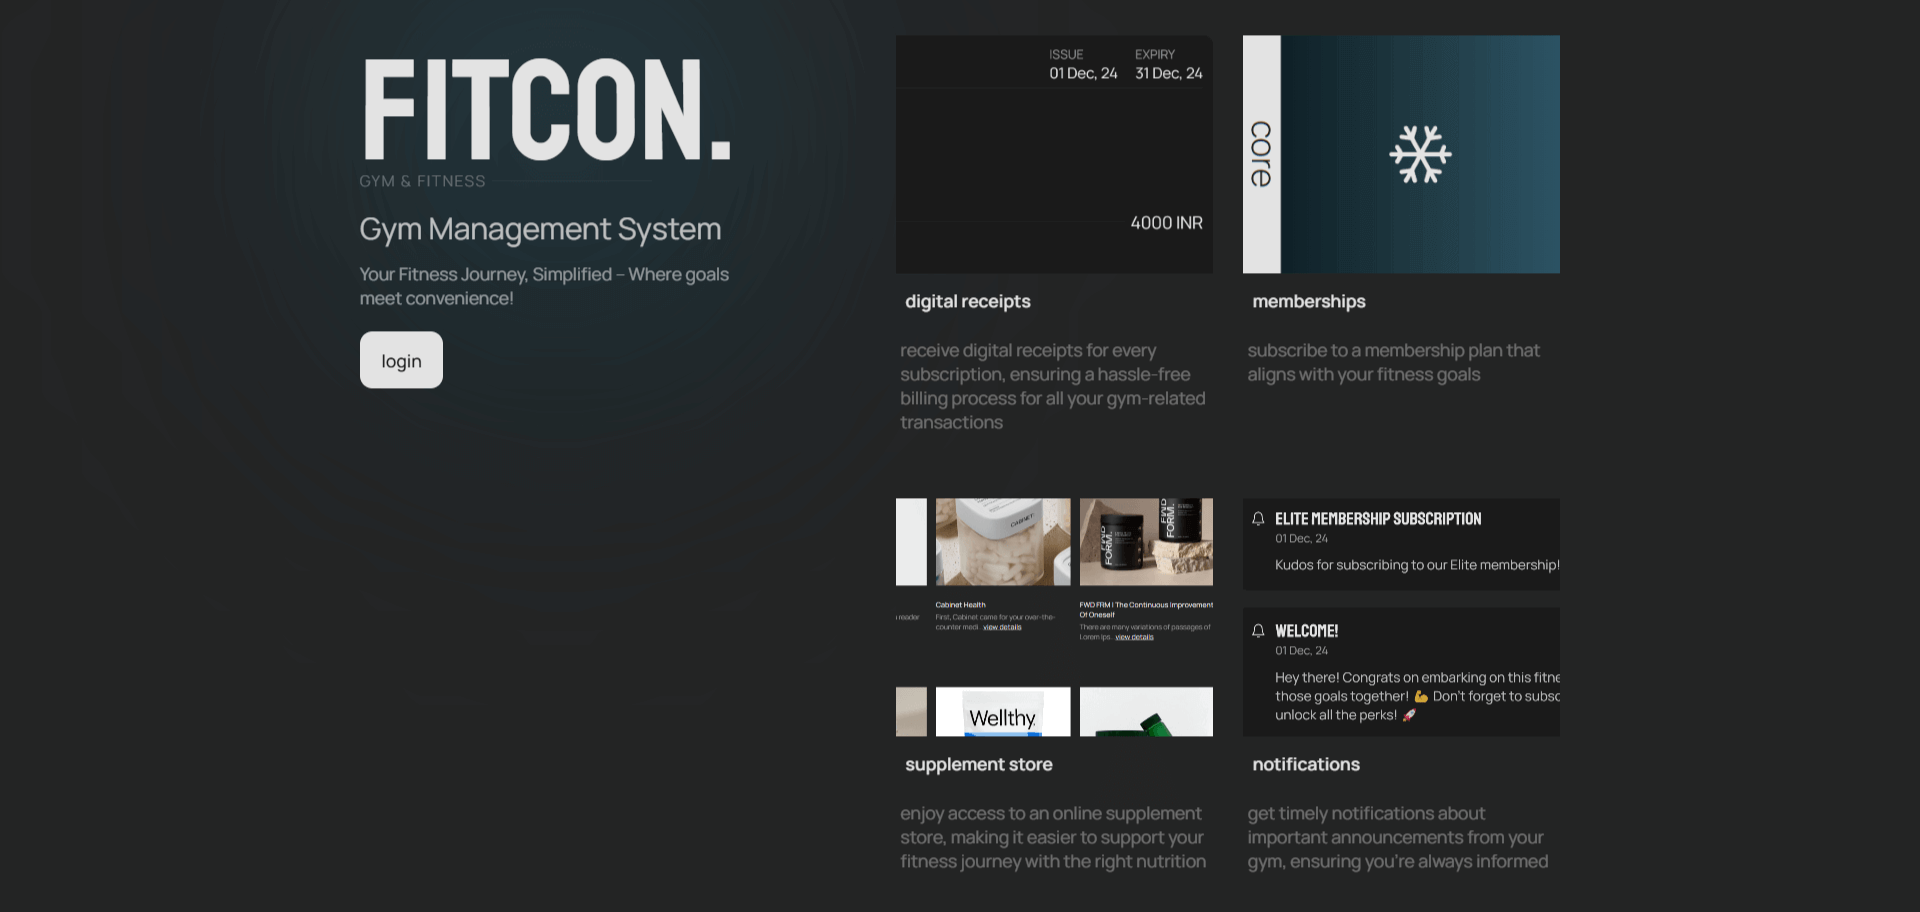 FITCON.
GYM & FITNESS
Gym Management System
Your Fitness Journey, Simplified – Where goals
meet convenience!
login
ISSUE
01 Dec, 24
EXPIRY
31 Dec, 24
4000 INR
digital receipts
receive digital receipts for every
subscription, ensuring a hassle-free
billing process for all your gym-related
transactions
core
memberships
subscribe to a membership plan that
aligns with your fitness goals
reader
CABINET
Cabinet Health
First, Cabinet came for your over-the-
counter medi... view details
FWD
FORM.
FWD
FORM.
FWD FRM | The Continuous Improvement
Of Oneself
There are many variations of passages of
Lorem Ips... view details
Wellthy
supplement store
enjoy access to an online supplement
store, making it easier to support your
fitness journey with the right nutrition
ELITE MEMBERSHIP SUBSCRIPTION
01 Dec, 24
Kudos for subscribing to our Elite membership!
WELCOME!
01 Dec, 24
Hey there! Congrats on embarking on this fitne
those goals together! 💪 Don't forget to subsc
unlock all the perks! 🚀
notifications
get timely notifications about
important announcements from your
gym, ensuring you're always informed